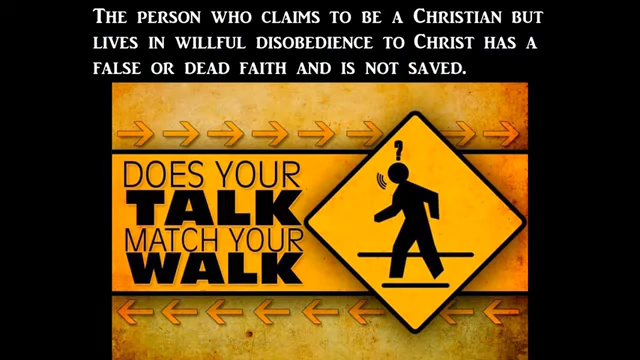 The person who claims to be a Christian but
lives in willful disobedience to Christ has a
false or dead faith and is not saved.
?
DOES YOUR
TALK
MATCH YOUR
WALK